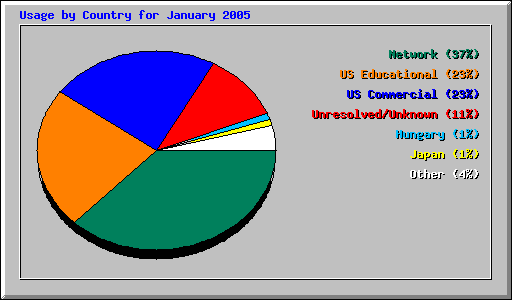 Usage by Country for January 2005
Network (37%)
US Educational (23%)
US Commercial (23%)
Unresolved/Unknown (11%)
Hungary (1%)
Japan (1%)
Other (4%)